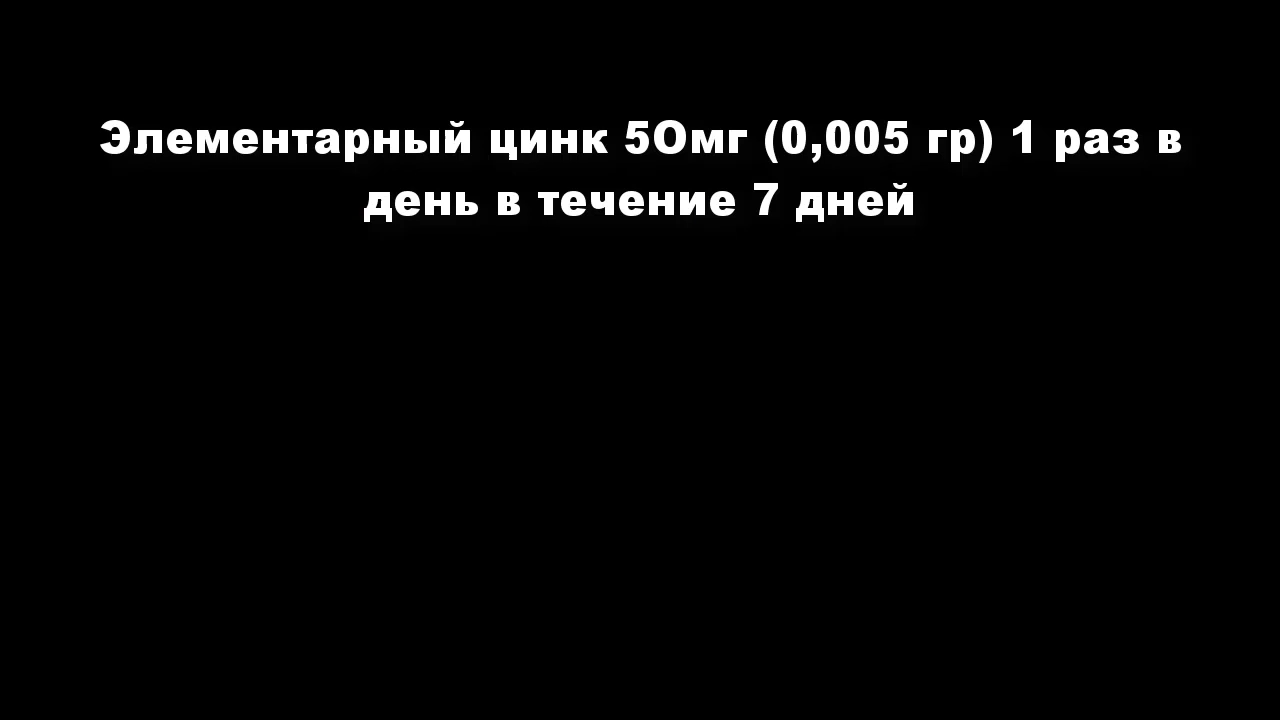 Элементарный цинк 5Омг (0,005 гр) 1 раз в
день в течение 7 дней